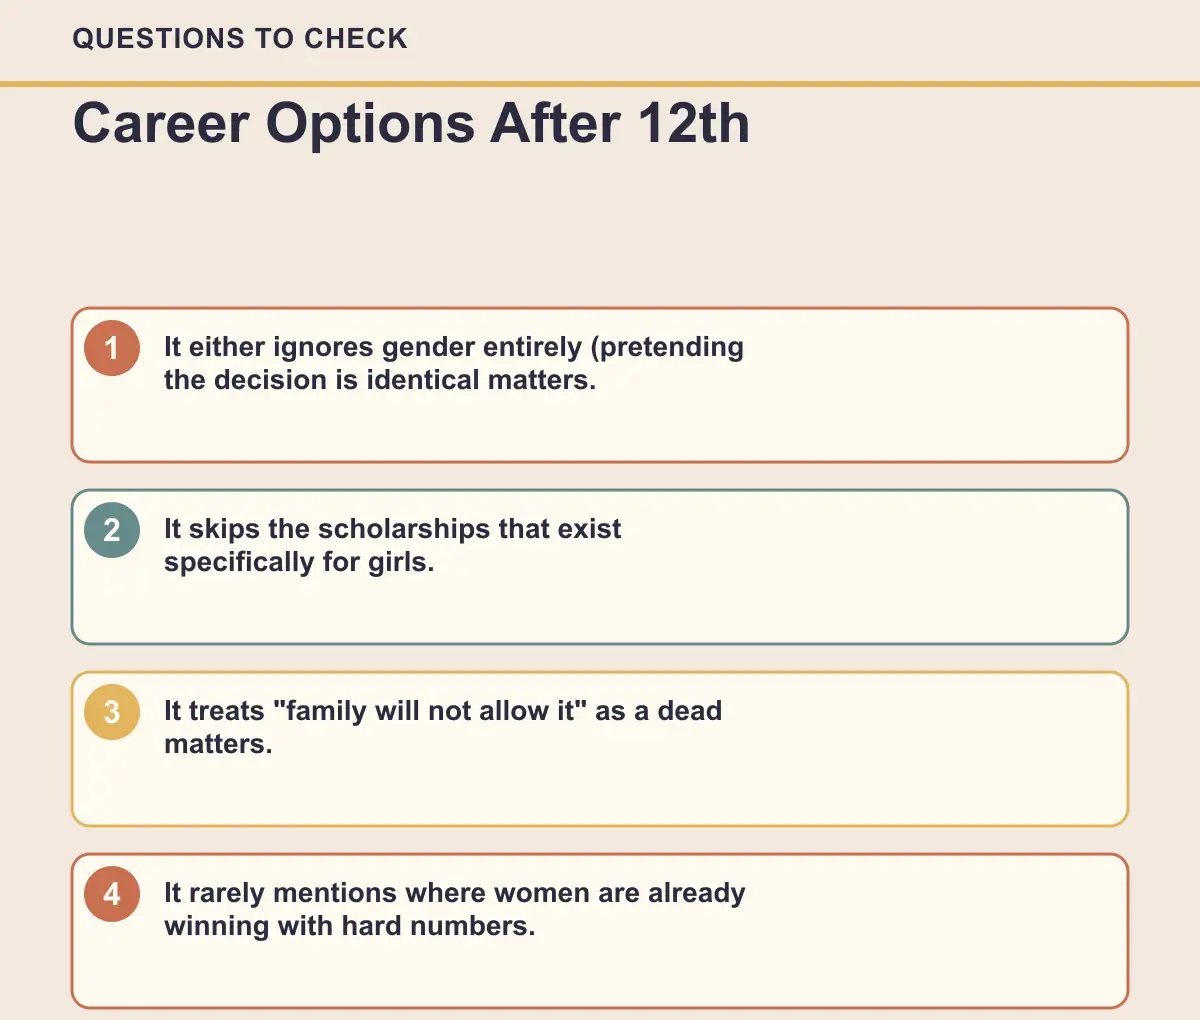 QUESTIONS TO CHECK
Career Options After 12th
1
It either ignores gender entirely (pretending
the decision is identical matters.
2
It skips the scholarships that exist
specifically for girls.
3
It treats "family will not allow it" as a dead
matters.
4
It rarely mentions where women are already
winning with hard numbers.